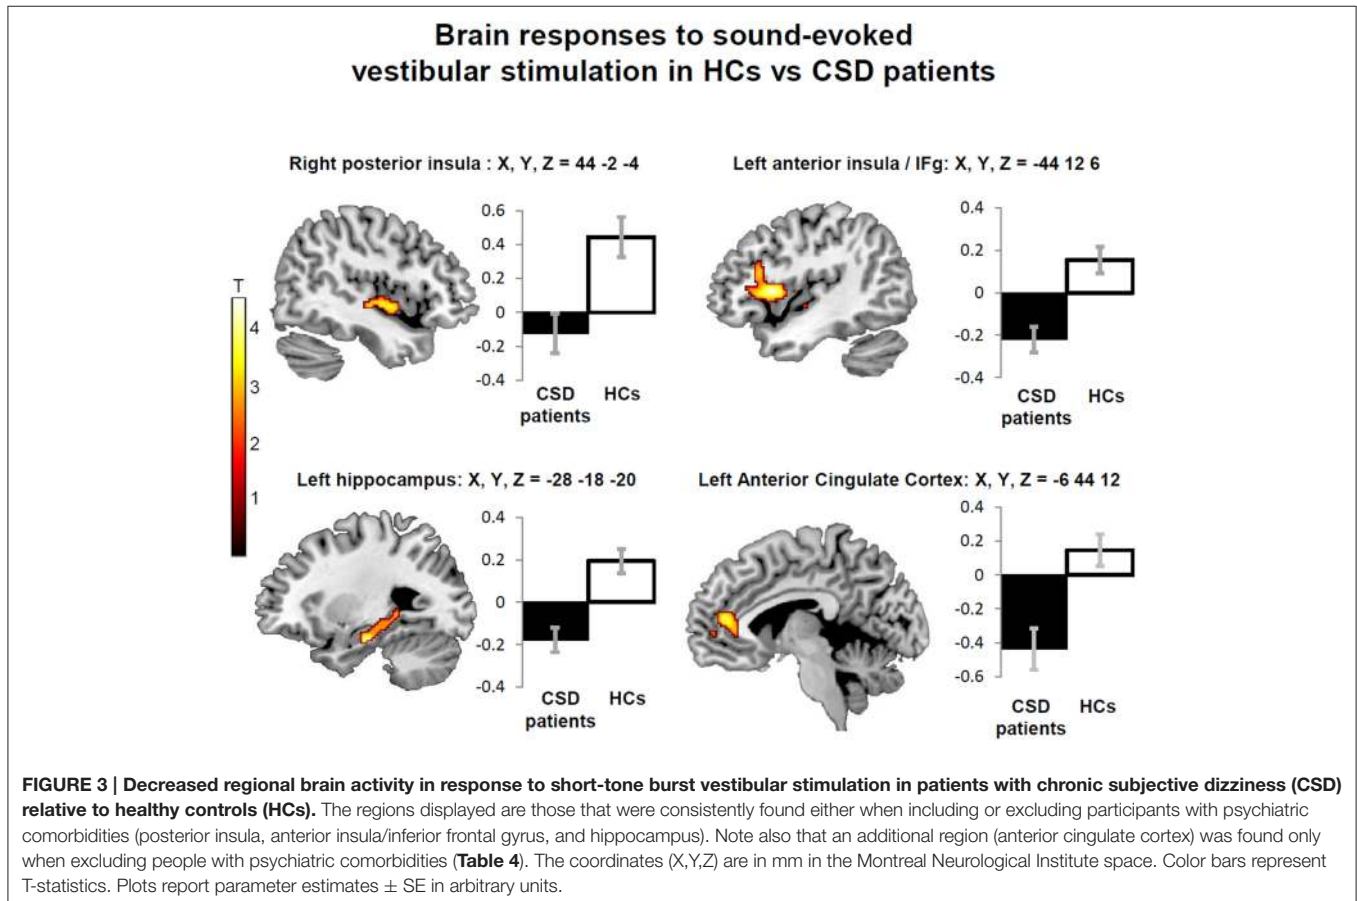 Brain responses to sound-evoked
vestibular stimulation in HCs vs CSD patients
Right posterior insula : X, Y, Z = 44 -2 -4
0.6
0.4
0.2
0
-0.2
-0.4
CSD
patients
HCs
Left anterior insula / IFg: X, Y, Z = -44 12 6
0.4
0.2
0
-0.2
-0.4
CSD
patients
HCs
T
4
3
2
1
Left hippocampus: X, Y, Z = -28 -18 -20
0.4
0.2
0
-0.2
-0.4
CSD
patients
HCs
Left Anterior Cingulate Cortex: X, Y, Z = -6 44 12
0.4
0.2
0
-0.2
-0.4
-0.6
CSD
patients
HCs
FIGURE 3 | Decreased regional brain activity in response to short-tone burst vestibular stimulation in patients with chronic subjective dizziness (CSD)
relative to healthy controls (HCs). The regions displayed are those that were consistently found either when including or excluding participants with psychiatric
comorbidities (posterior insula, anterior insula/inferior frontal gyrus, and hippocampus). Note also that an additional region (anterior cingulate cortex) was found only
when excluding people with psychiatric comorbidities (Table 4). The coordinates (X,Y,Z) are in mm in the Montreal Neurological Institute space. Color bars represent
T-statistics. Plots report parameter estimates ± SE in arbitrary units.